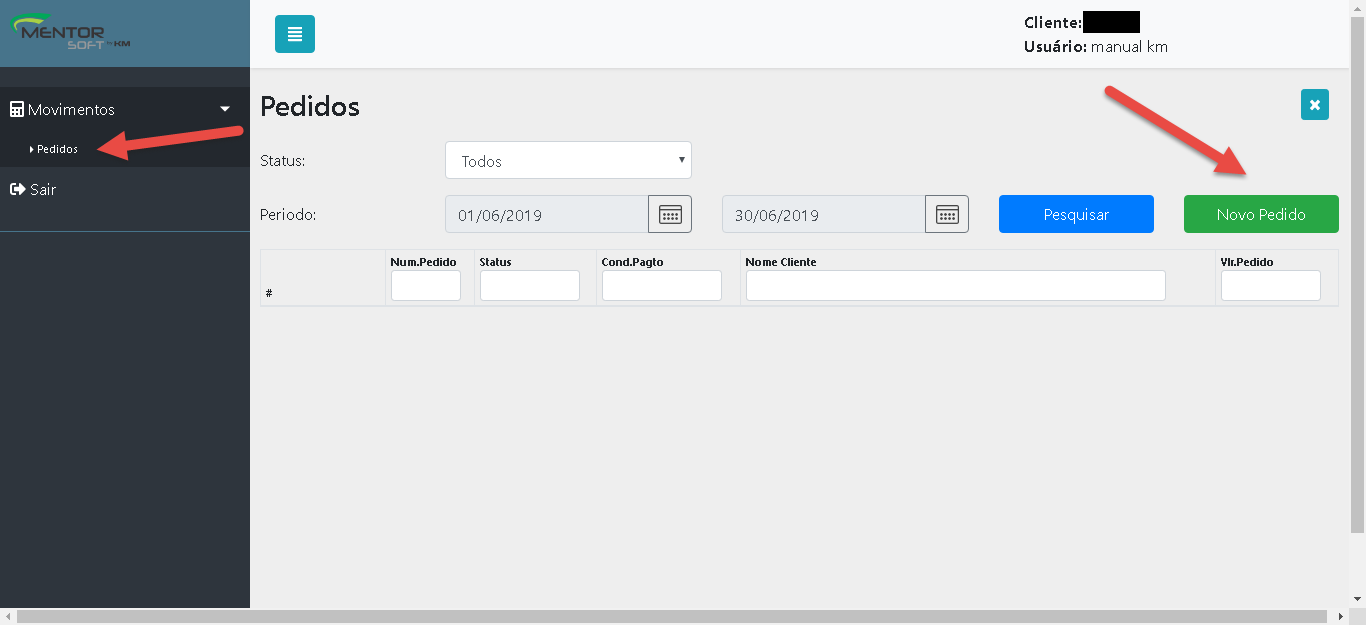 MENTOR
SOFT by KM
Cliente:
Usuário: manual km
Movimentos
Pedidos
Sair
Pedidos
Status:
Todos
Periodo:
01/06/2019
30/06/2019
Pesquisar
Novo Pedido
#
Num.Pedido
Status
Cond.Pagto
Nome Cliente
Vlr.Pedido